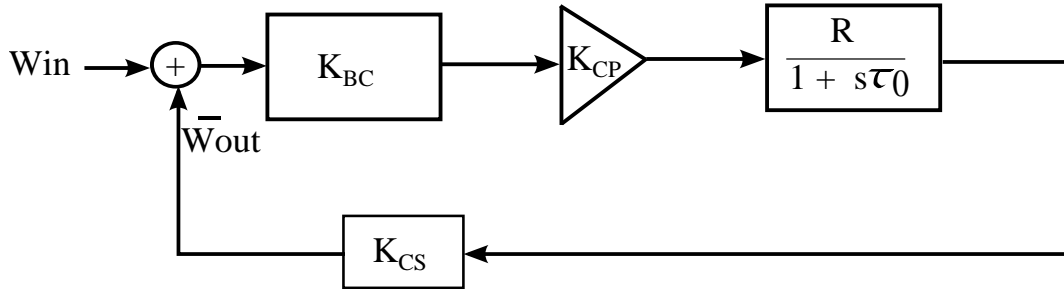 Win
+
K_BC
K_CP
R
1 + sτ0
−
Wout
K_CS